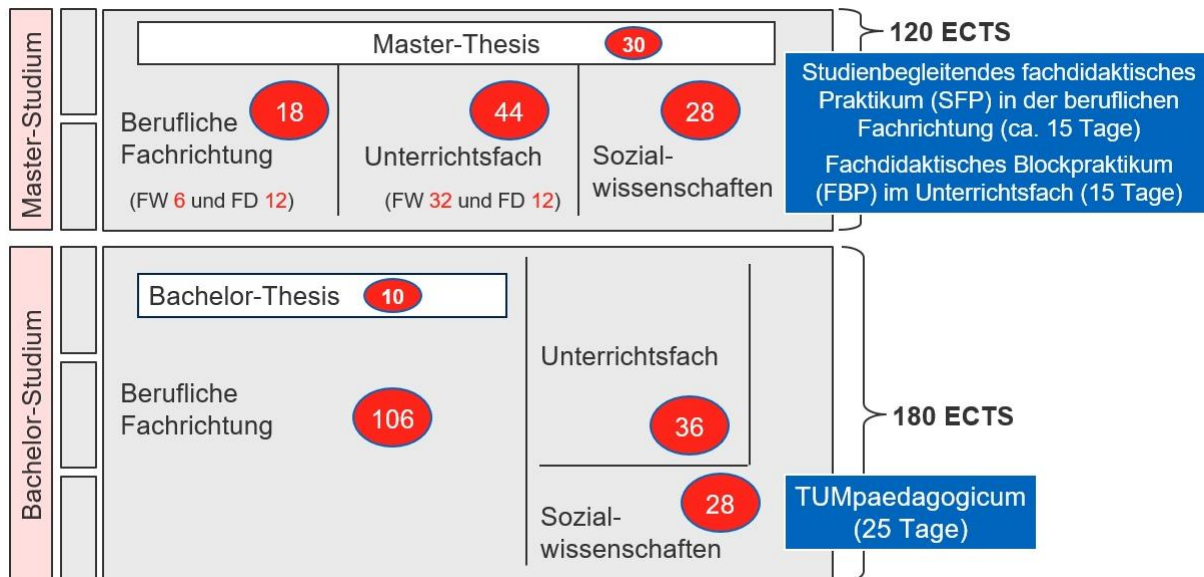 Master-Studium
Master-Thesis 30
120 ECTS
Berufliche
Fachrichtung
18
(FW 6 und FD 12)
Unterrichtsfach
44
(FW 32 und FD 12)
Sozial-
wissenschaften
28
Studienbegleitendes fachdidaktisches
Praktikum (SFP) in der beruflichen
Fachrichtung (ca. 15 Tage)
Fachdidaktisches Blockpraktikum
(FBP) im Unterrichtsfach (15 Tage)
Bachelor-Studium
Bachelor-Thesis 10
Berufliche
Fachrichtung
106
Unterrichtsfach
36
Sozial-
wissenschaften
28
180 ECTS
TUMpaedagogicum
(25 Tage)